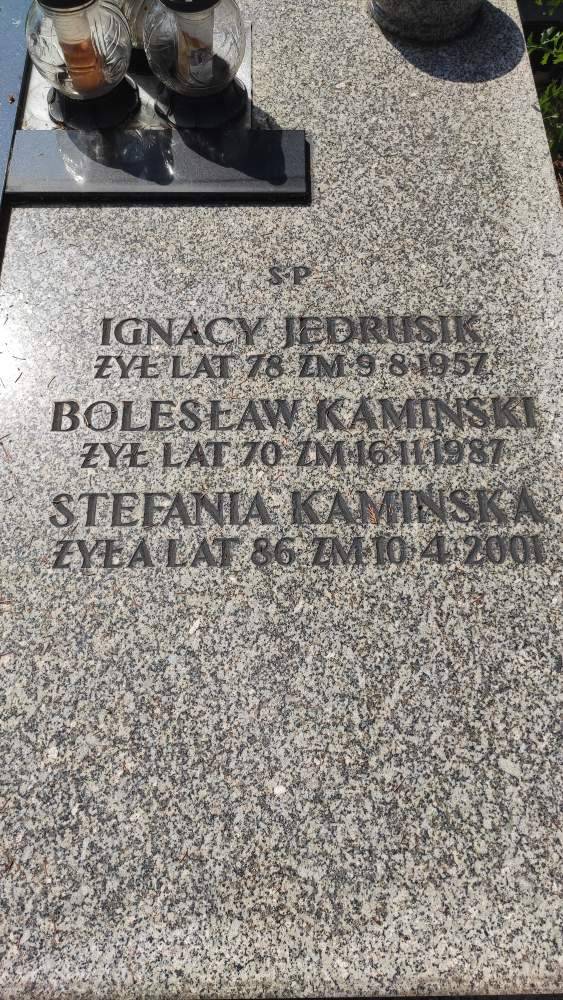 S·P
IGNACY JĘDRUSIK
ŻYŁ LAT 78 ZM 9·8·1957
BOLESŁAW KAMIŃSKI
ŻYŁ LAT 70 ZM 16·11·1987
STEFANIA KAMIŃSKA
ŻYŁA LAT 86 ZM 10·4·2001